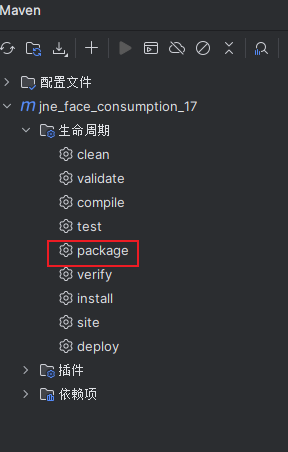 Maven
配置文件
jne_face_consumption_17
生命周期
clean
validate
compile
test
package
verify
install
site
deploy
插件
依赖项